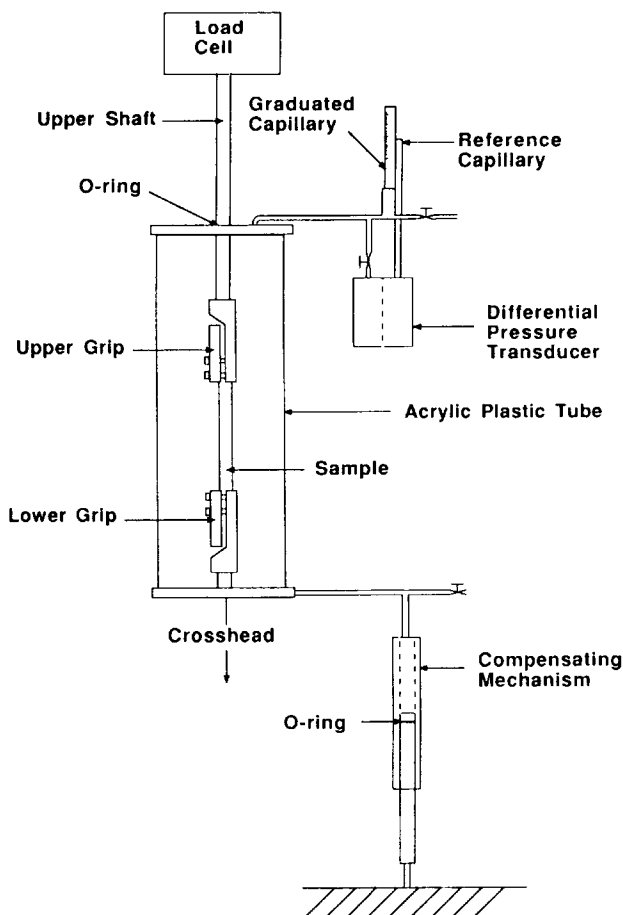 Load
Cell
Graduated
Capillary
Upper Shaft
Reference
Capillary
O-ring
Differential
Pressure
Transducer
Upper Grip
Acrylic Plastic Tube
Sample
Lower Grip
Crosshead
Compensating
Mechanism
O-ring